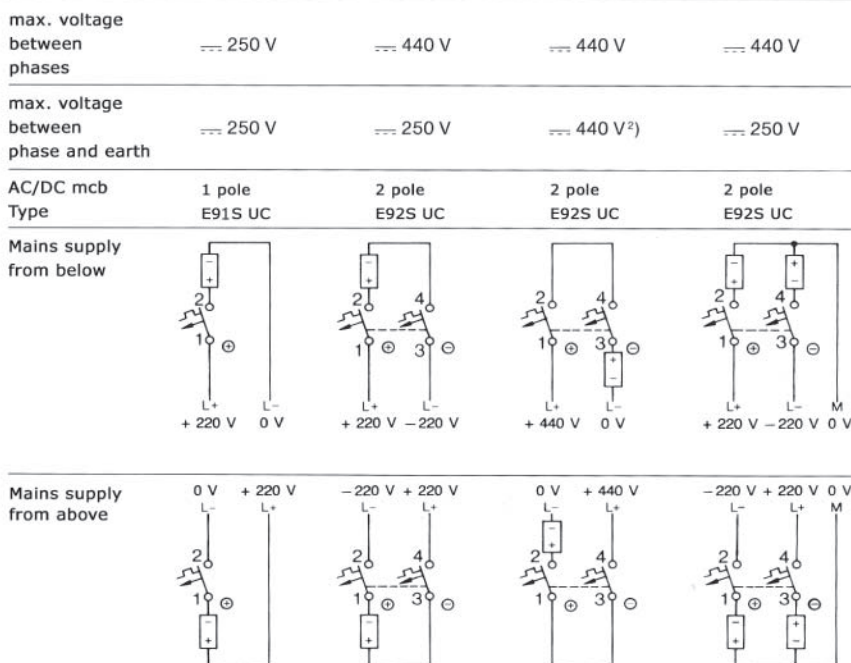 max. voltage
between
phases
⎓ 250 V ⎓ 440 V ⎓ 440 V ⎓ 440 V
max. voltage
between
phase and earth
⎓ 250 V ⎓ 250 V ⎓ 440 V²) ⎓ 250 V
AC/DC mcb 1 pole 2 pole 2 pole 2 pole
Type E91S UC E92S UC E92S UC E92S UC
Mains supply
from below
− − − +
+ + + −
2 2 4 2 4 2 4
1 ⊕ 1 ⊕ 3 ⊖ 1 ⊕ 3 ⊖ 1 ⊕ 3 ⊖
+
−
L+ L− L+ L− L+ L− L+ L− M
+ 220 V 0 V + 220 V −220 V + 440 V 0 V + 220 V −220 V 0 V
Mains supply
from above
0 V + 220 V −220 V + 220 V 0 V + 440 V −220 V + 220 V 0 V
L− L+ L− L+ L− L+ L− L+ M
−
+
2 2 4 2 4 2 4
1 ⊕ 1 ⊕ 3 ⊖ 1 ⊕ 3 ⊖ 1 ⊕ 3 ⊖
− − − +
+ + + −